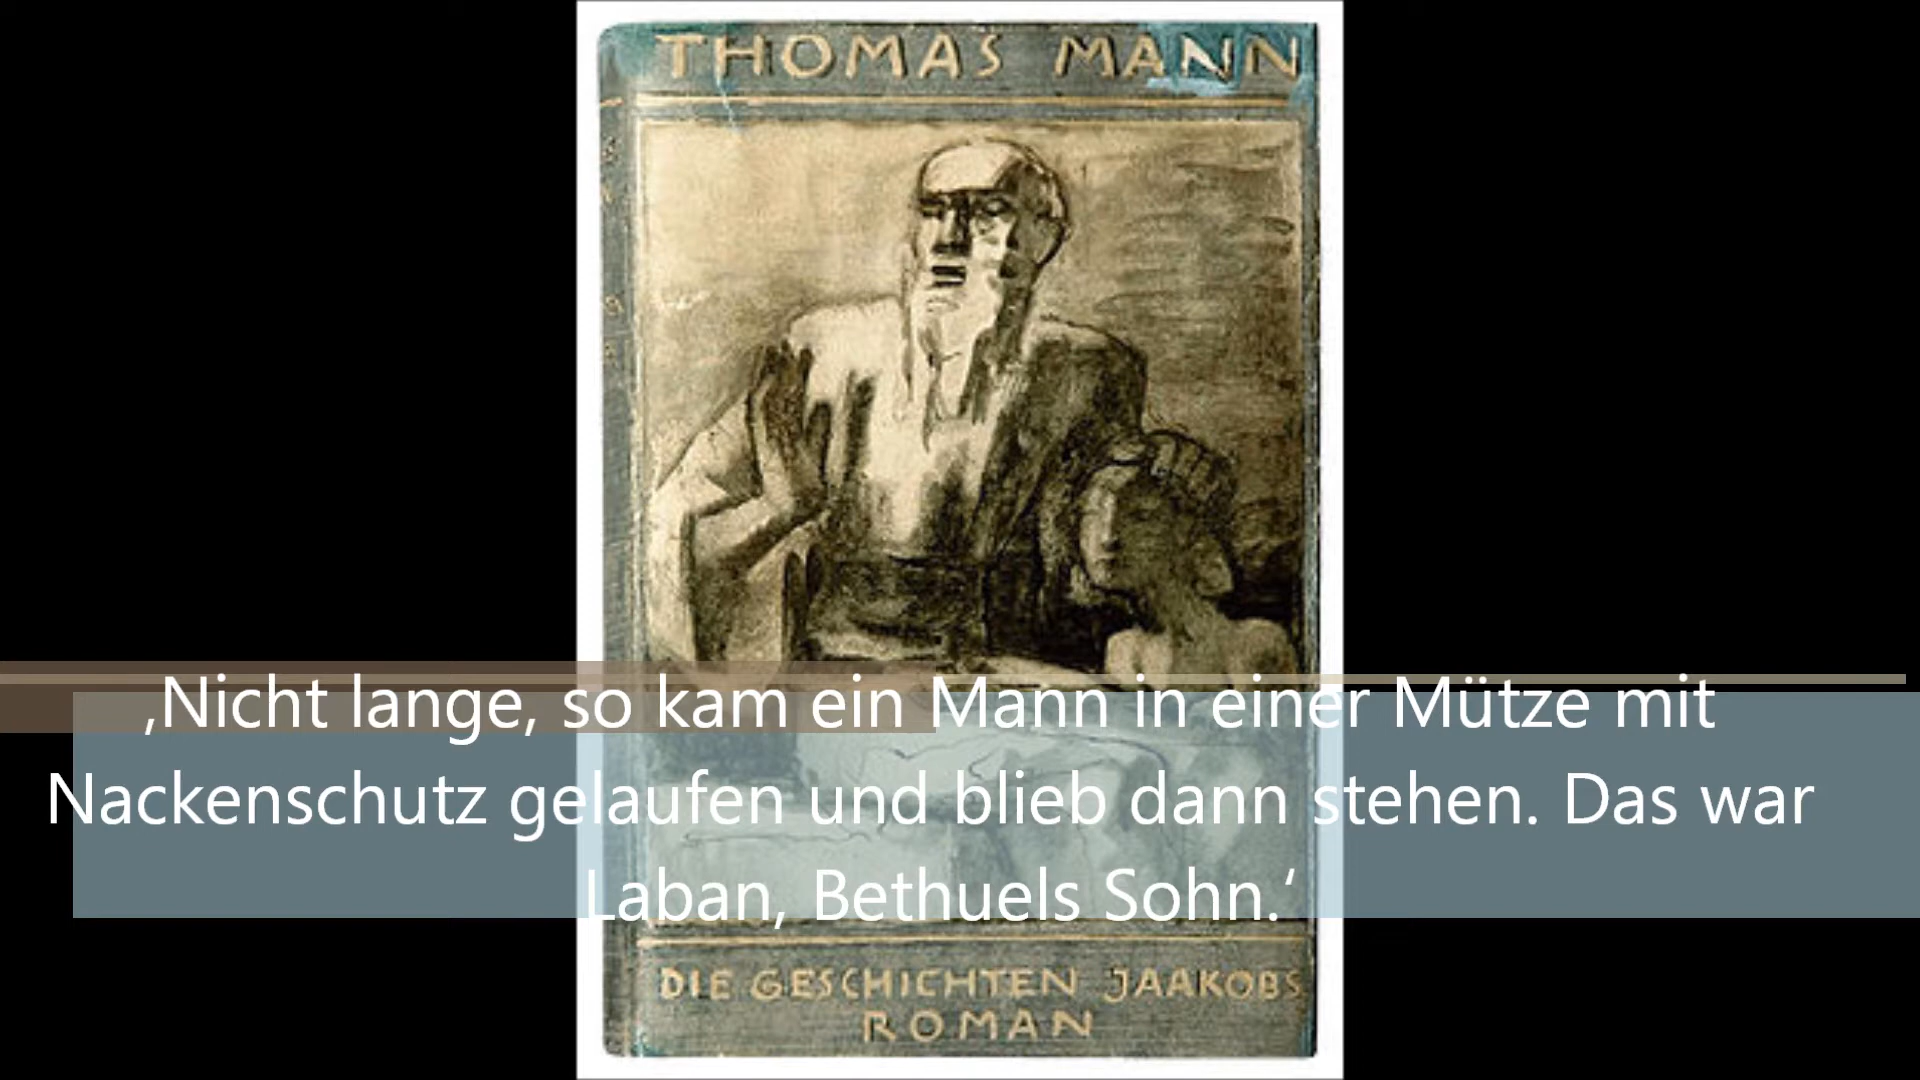 THOMAS MANN
‚Nicht lange, so kam ein Mann in einer Mütze mit
Nackenschutz gelaufen und blieb dann stehen. Das war
Laban, Bethuels Sohn.‘
DIE GESCHICHTEN JAAKOBS
ROMAN